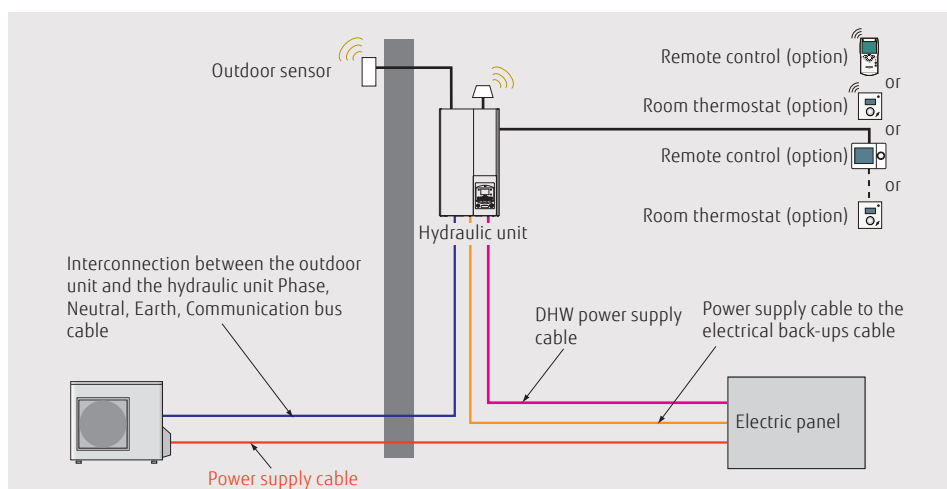 Outdoor sensor
Remote control (option)
or
Room thermostat (option)
or
Remote control (option)
or
Room thermostat (option)
Hydraulic unit
Interconnection between the outdoor
unit and the hydraulic unit Phase,
Neutral, Earth, Communication bus
cable
DHW power supply
cable
Power supply cable to the
electrical back-ups cable
Electric panel
Power supply cable